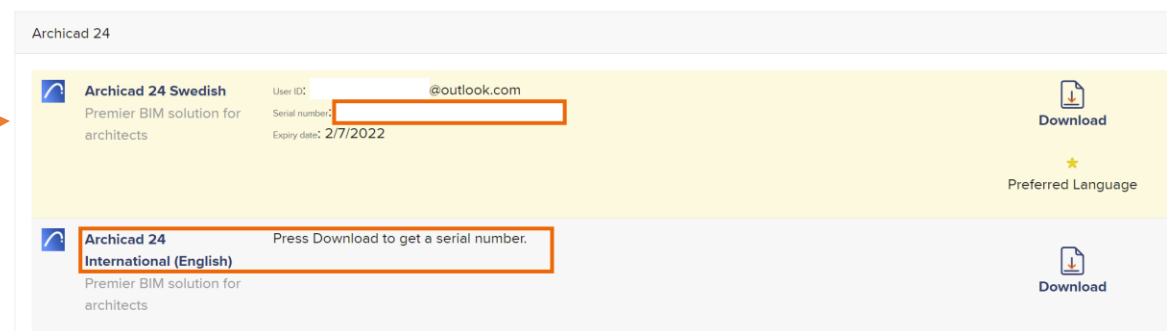 Archicad 24
Archicad 24 Swedish
Premier BIM solution for
architects
User ID: @outlook.com
Serial number:
Expiry date: 2/7/2022
Download
Preferred Language
Archicad 24
International (English)
Premier BIM solution for
architects
Press Download to get a serial number.
Download